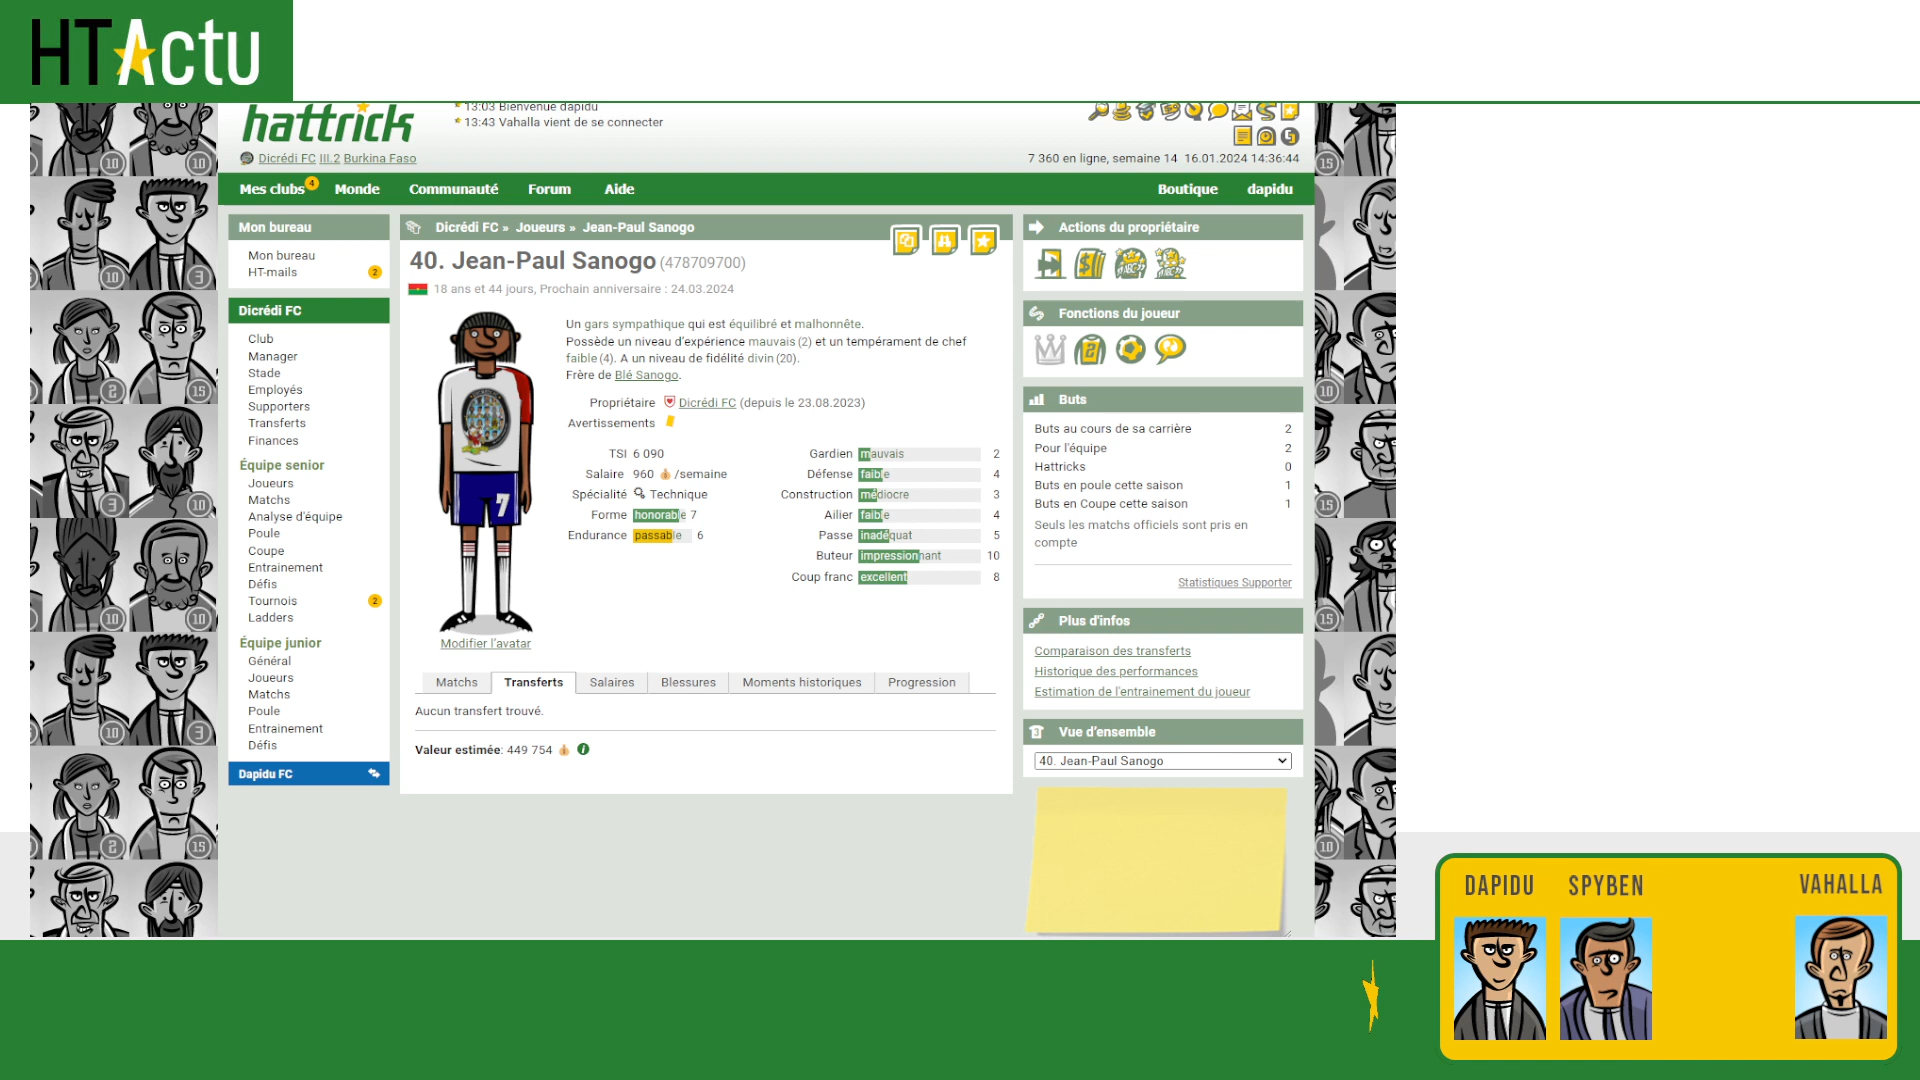 HTActu
hattrick
13:03 Bienvenue dapidu
13:43 Vahalla vient de se connecter
Dicrédi FC III.2 Burkina Faso
7 360 en ligne, semaine 14 16.01.2024 14:36:44
Mes clubs 4 Monde Communauté Forum Aide Boutique dapidu
Mon bureau
Mon bureau
HT-mails 2
Dicrédi FC
Club
Manager
Stade
Employés
Supporters
Transferts
Finances
Équipe senior
Joueurs
Matchs
Analyse d'équipe
Poule
Coupe
Entrainement
Défis
Tournois 2
Ladders
Équipe junior
Général
Joueurs
Matchs
Poule
Entrainement
Défis
Dapidu FC
Dicrédi FC » Joueurs » Jean-Paul Sanogo
40. Jean-Paul Sanogo (478709700)
18 ans et 44 jours, Prochain anniversaire : 24.03.2024
Un gars sympathique qui est équilibré et malhonnête.
Possède un niveau d'expérience mauvais (2) et un tempérament de chef
faible (4). A un niveau de fidélité divin (20).
Frère de Blé Sanogo.
Propriétaire Dicrédi FC (depuis le 23.08.2023)
Avertissements
TSI 6 090
Salaire 960 /semaine
Spécialité Technique
Forme honorable 7
Endurance passable 6
Gardien mauvais 2
Défense faible 4
Construction médiocre 3
Ailier faible 4
Passe inadéquat 5
Buteur impressionnant 10
Coup franc excellent 8
7
Modifier l'avatar
Matchs Transferts Salaires Blessures Moments historiques Progression
Aucun transfert trouvé.
Valeur estimée: 449 754
Actions du propriétaire
Fonctions du joueur
Buts
Buts au cours de sa carrière 2
Pour l'équipe 2
Hattricks 0
Buts en poule cette saison 1
Buts en Coupe cette saison 1
Seuls les matchs officiels sont pris en
compte
Statistiques Supporter
Plus d'infos
Comparaison des transferts
Historique des performances
Estimation de l'entrainement du joueur
Vue d'ensemble
40. Jean-Paul Sanogo
DAPIDU SPYBEN VAHALLA